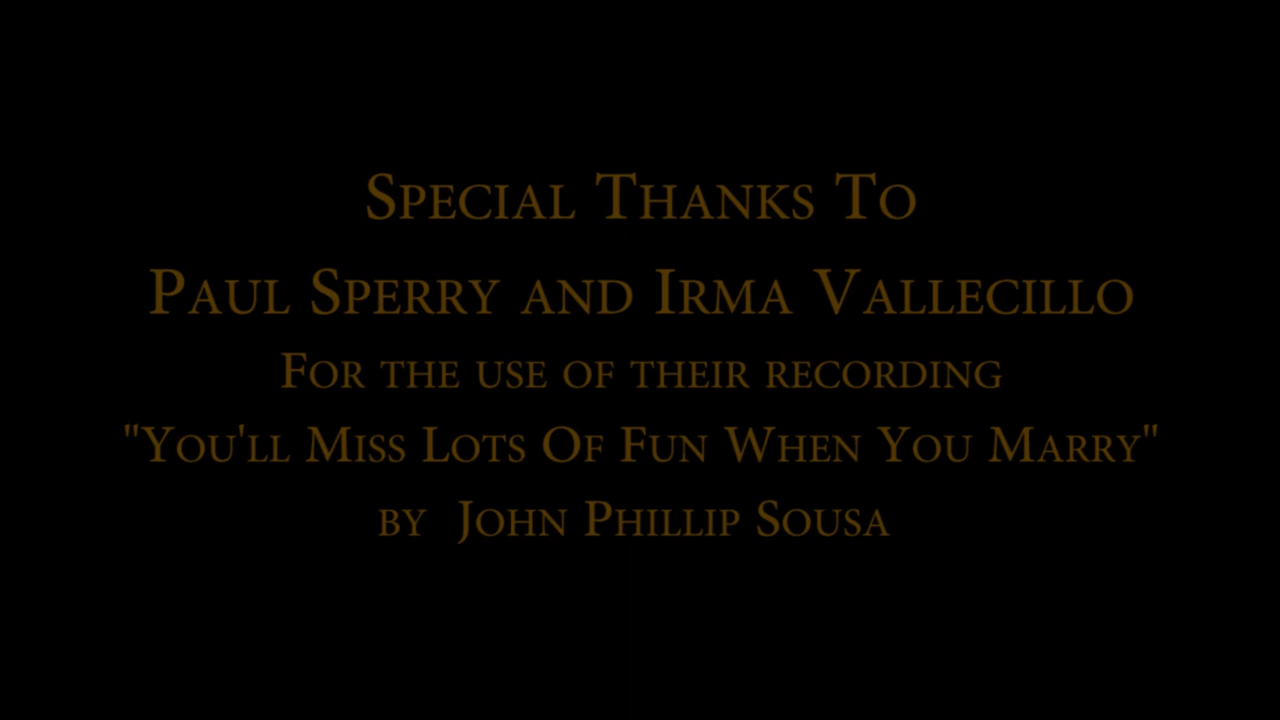 Special Thanks To
Paul Sperry and Irma Vallecillo
For the use of their recording
"You'll Miss Lots Of Fun When You Marry"
by John Phillip Sousa